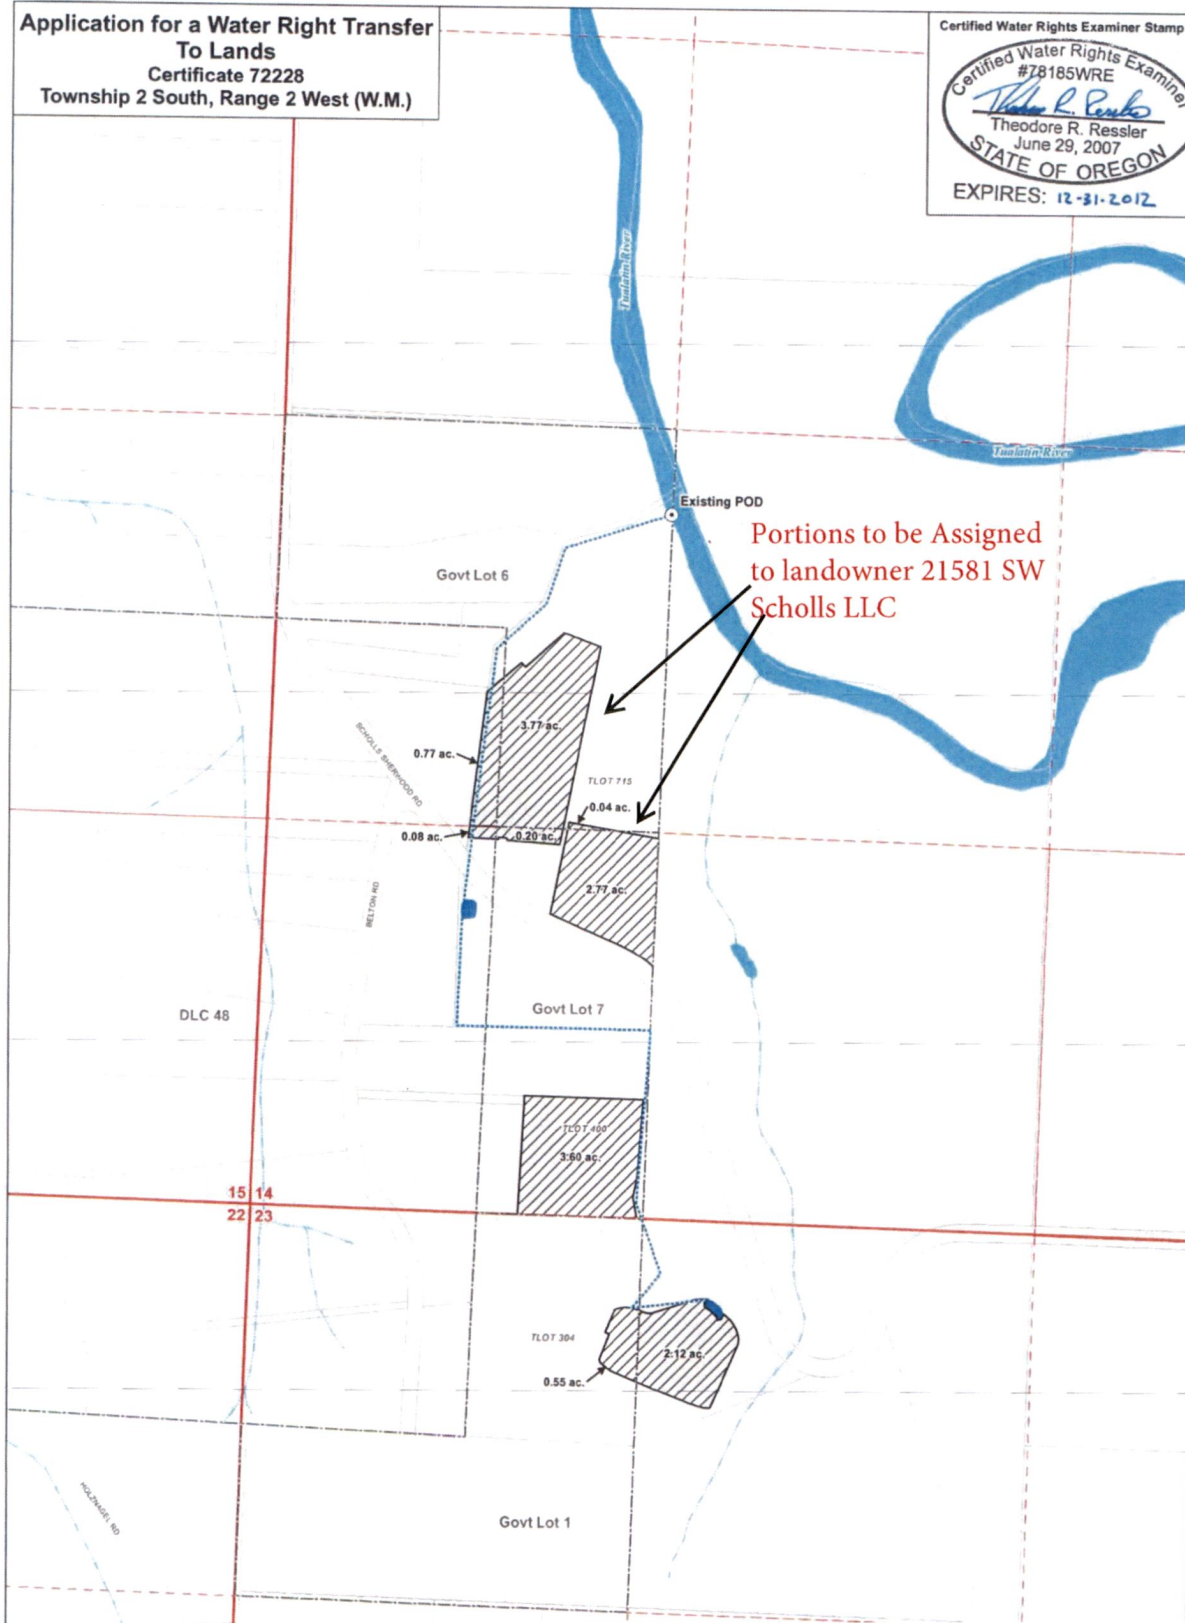 Application for a Water Right Transfer
To Lands
Certificate 72228
Township 2 South, Range 2 West (W.M.)
Certified Water Rights Examiner Stamp
Certified Water Rights Examiner
#78185WRE
Theodore R. Ressler
Theodore R. Ressler
June 29, 2007
STATE OF OREGON
EXPIRES: 12-31-2012
Tualatin River
Tualatin River
Existing POD
Portions to be Assigned
to landowner 21581 SW
Scholls LLC
Govt Lot 6
3.77 ac.
0.77 ac.
SCHOLLS SHERWOOD RD
TLOT 715
0.04 ac.
0.08 ac.
0.20 ac.
2.77 ac.
BELTON RD
DLC 48
Govt Lot 7
TLOT 400
3.60 ac.
15 14
22 23
TLOT 304
2.12 ac.
0.55 ac.
HOLZNAGEL RD
Govt Lot 1